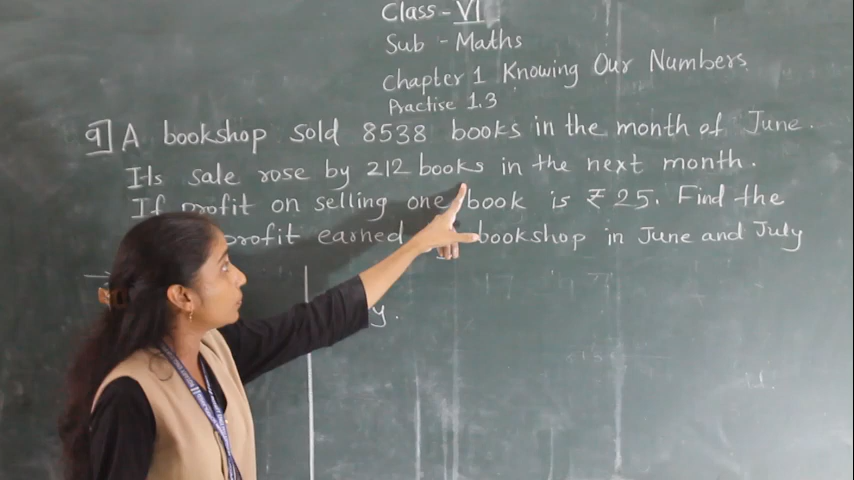 Class-VI
Sub - Maths
Chapter 1 Knowing Our Numbers
Practise 1.3
9] A bookshop sold 8538 books in the month of June.
Its sale rose by 212 books in the next month.
If profit on selling one book is ₹ 25. Find the
profit earned bookshop in June and July
y.